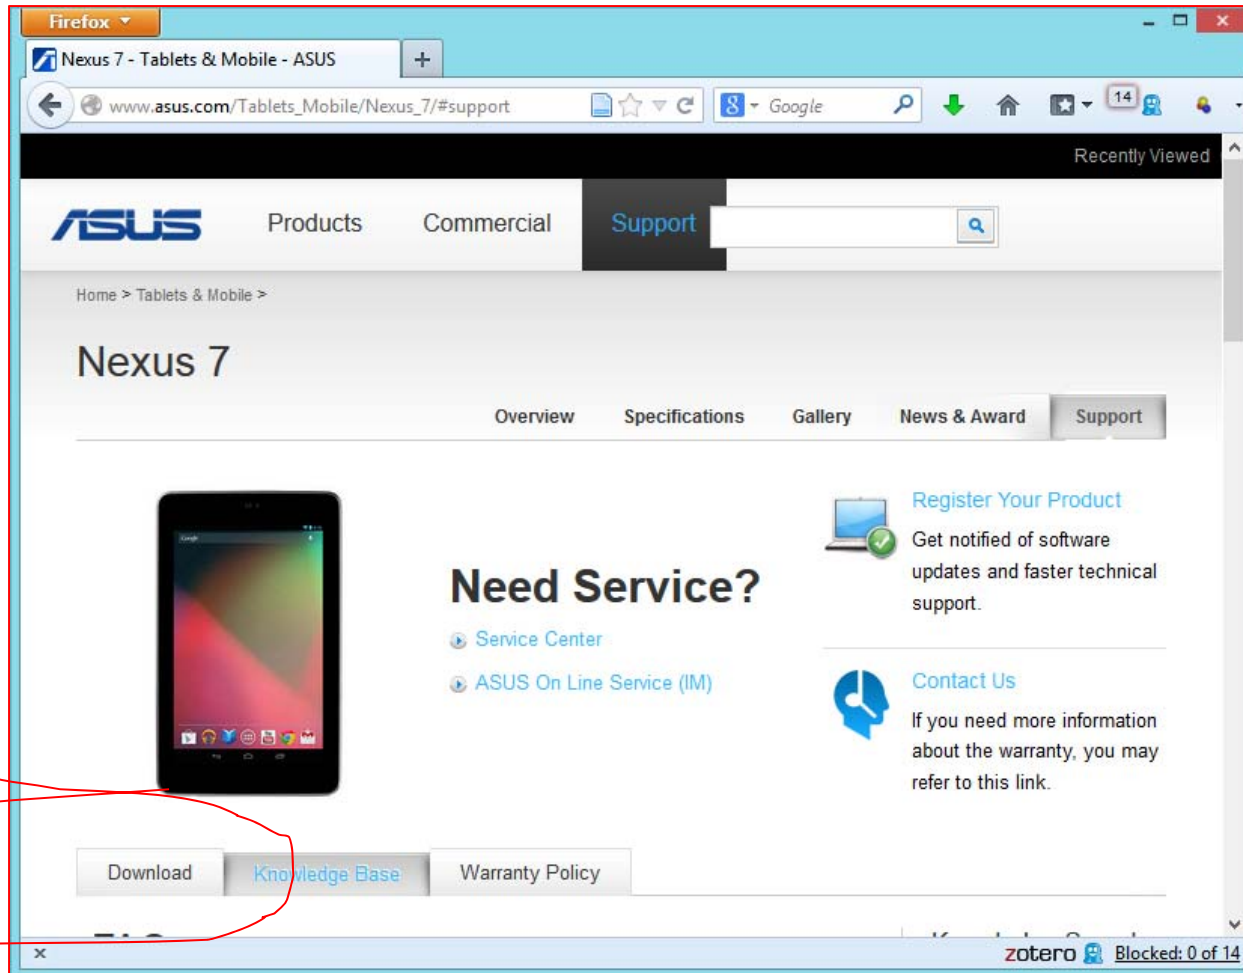 Firefox
Nexus 7 - Tablets & Mobile - ASUS
www.asus.com/Tablets_Mobile/Nexus_7/#support
Google
14
Recently Viewed
ASUS Products Commercial Support
Home > Tablets & Mobile >
Nexus 7
Overview Specifications Gallery News & Award Support
Need Service?
Service Center
ASUS On Line Service (IM)
Register Your Product
Get notified of software
updates and faster technical
support.
Contact Us
If you need more information
about the warranty, you may
refer to this link.
Download Knowledge Base Warranty Policy
zotero Blocked: 0 of 14